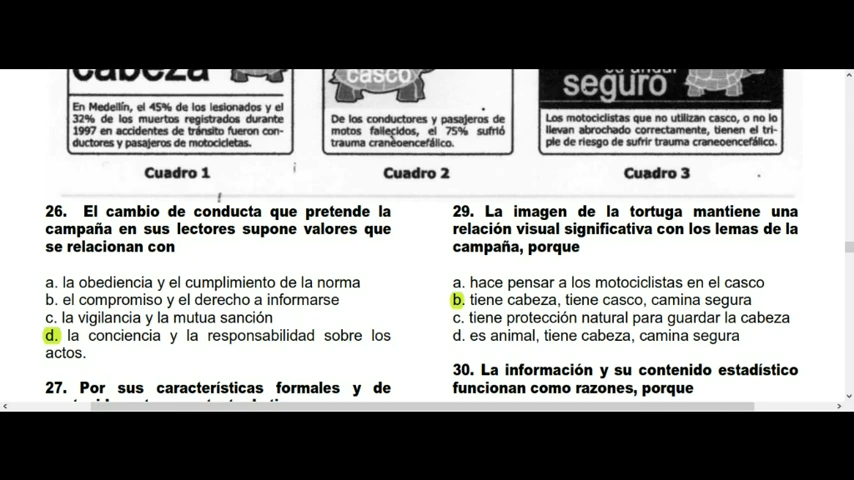 cabeza
casco
es andar
seguro
En Medellín, el 45% de los lesionados y el
32% de los muertos registrados durante
1997 en accidentes de tránsito fueron con-
ductores y pasajeros de motocicletas.
De los conductores y pasajeros de
motos fallecidos, el 75% sufrió
trauma craneoencefálico.
Los motociclistas que no utilizan casco, o no lo
llevan abrochado correctamente, tienen el tri-
ple de riesgo de sufrir trauma craneoencefálico.
Cuadro 1
Cuadro 2
Cuadro 3
26. El cambio de conducta que pretende la
campaña en sus lectores supone valores que
se relacionan con
a. la obediencia y el cumplimiento de la norma
b. el compromiso y el derecho a informarse
c. la vigilancia y la mutua sanción
d. la conciencia y la responsabilidad sobre los
actos.
27. Por sus características formales y de
29. La imagen de la tortuga mantiene una
relación visual significativa con los lemas de la
campaña, porque
a. hace pensar a los motociclistas en el casco
b. tiene cabeza, tiene casco, camina segura
c. tiene protección natural para guardar la cabeza
d. es animal, tiene cabeza, camina segura
30. La información y su contenido estadístico
funcionan como razones, porque